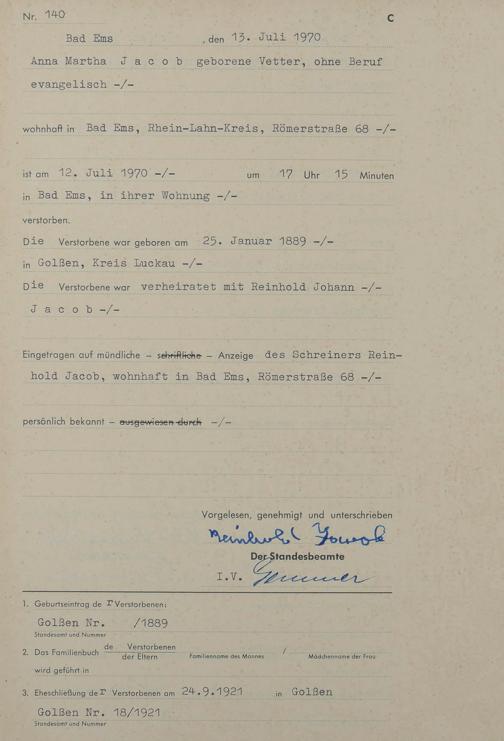 Nr. 140 C
Bad Ems , den 13. Juli 1970
Anna Martha J a c o b geborene Vetter, ohne Beruf
evangelisch -/-
wohnhaft in Bad Ems, Rhein-Lahn-Kreis, Römerstraße 68 -/-
ist am 12. Juli 1970 -/- um 17 Uhr 15 Minuten
in Bad Ems, in ihrer Wohnung -/-
verstorben.
Die Verstorbene war geboren am 25. Januar 1889 -/-
in Golßen, Kreis Luckau -/-
Die Verstorbene war verheiratet mit Reinhold Johann -/-
J a c o b -/-
Eingetragen auf mündliche – schriftliche – Anzeige des Schreiners Rein-
hold Jacob, wohnhaft in Bad Ems, Römerstraße 68 -/-
persönlich bekannt – ausgewiesen durch -/-
Vorgelesen, genehmigt und unterschrieben
Reinhold Jacob
Der Standesbeamte
I.V.
1. Geburtseintrag de r Verstorbenen:
Golßen Nr. /1889
Standesamt und Nummer
2. Das Familienbuch de Verstorbenen / der Eltern Familienname des Mannes / Mädchenname der Frau
wird geführt in
3. Eheschließung de r Verstorbenen am 24.9.1921 in Golßen
Golßen Nr. 18/1921
Standesamt und Nummer